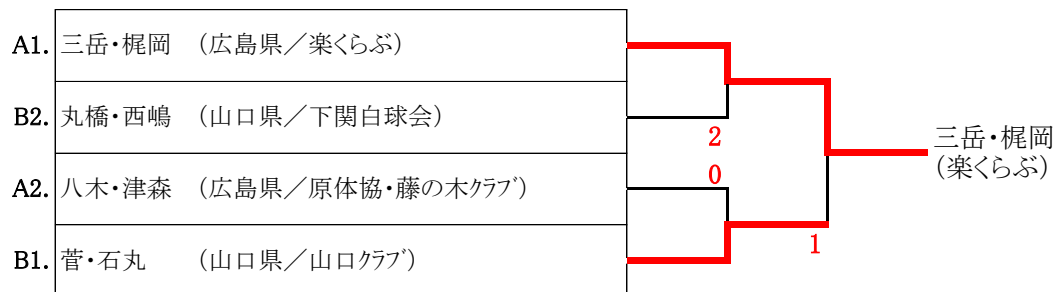 A1. 三岳・梶岡 (広島県／楽くらぶ)
B2. 丸橋・西嶋 (山口県／下関白球会)
2
三岳・梶岡
(楽くらぶ)
0
A2. 八木・津森 (広島県／原体協・藤の木ｸﾗﾌﾞ)
1
B1. 菅・石丸 (山口県／山口ｸﾗﾌﾞ)